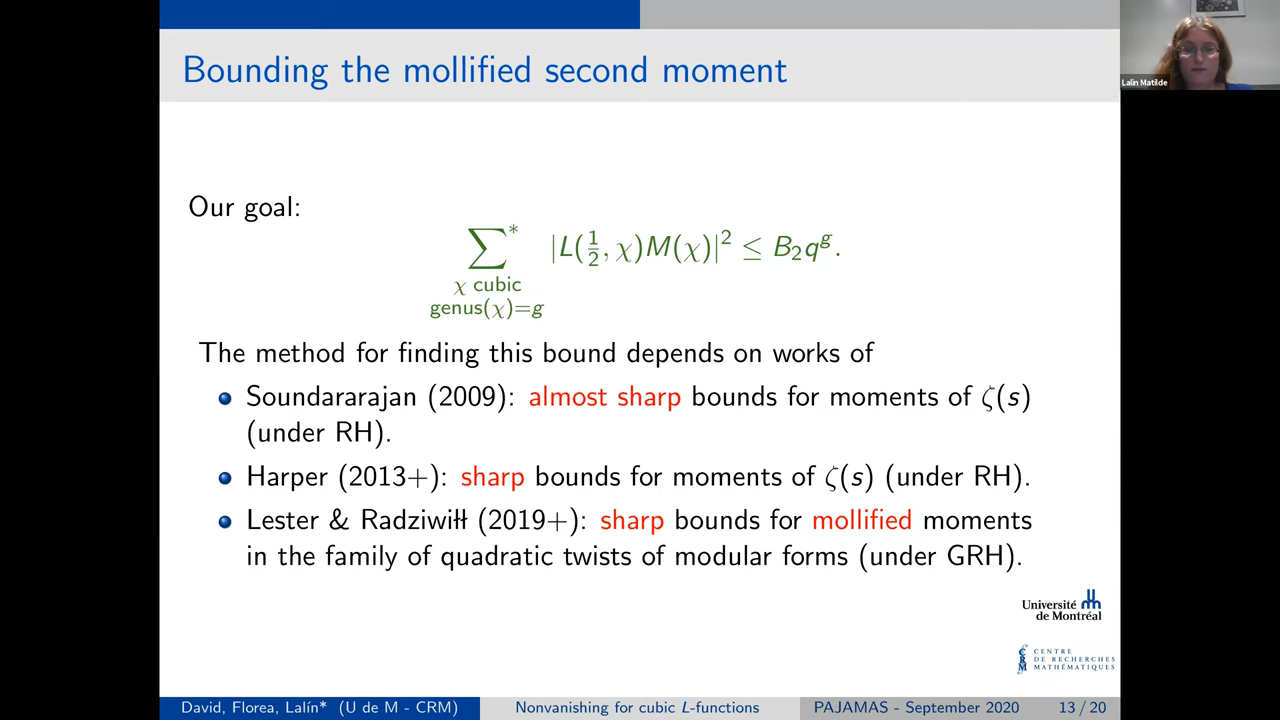 Bounding the mollified second moment
Lalín Matilde
Our goal:
∑* |L(½, χ)M(χ)|² ≤ B₂q^g.
χ cubic
genus(χ)=g
The method for finding this bound depends on works of
Soundararajan (2009): almost sharp bounds for moments of ζ(s)
(under RH).
Harper (2013+): sharp bounds for moments of ζ(s) (under RH).
Lester & Radziwiłł (2019+): sharp bounds for mollified moments
in the family of quadratic twists of modular forms (under GRH).
Université
de Montréal
CRM
CENTRE
DE RECHERCHES
MATHÉMATIQUES
David, Florea, Lalín* (U de M - CRM)
Nonvanishing for cubic L-functions
PAJAMAS - September 2020
13 / 20